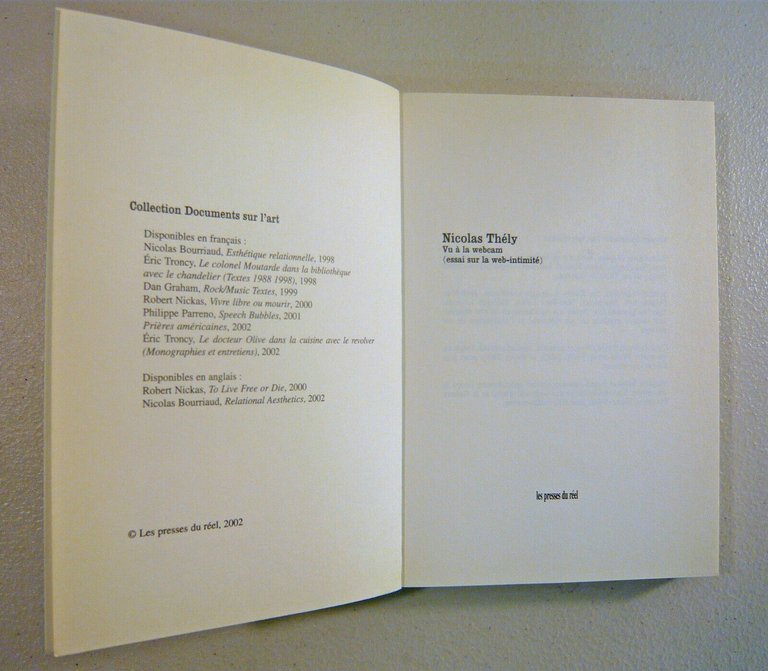 Collection Documents sur l'art
Disponibles en français :
Nicolas Bourriaud, Esthétique relationnelle, 1998
Éric Troncy, Le colonel Moutarde dans la bibliothèque
avec le chandelier (Textes 1988 1998), 1998
Dan Graham, Rock/Music Textes, 1999
Robert Nickas, Vivre libre ou mourir, 2000
Philippe Parreno, Speech Bubbles, 2001
Prières américaines, 2002
Éric Troncy, Le docteur Olive dans la cuisine avec le revolver
(Monographies et entretiens), 2002
Disponibles en anglais :
Robert Nickas, To Live Free or Die, 2000
Nicolas Bourriaud, Relational Aesthetics, 2002
© Les presses du réel, 2002
Nicolas Thély
Vu à la webcam
(essai sur la web-intimité)
les presses du réel